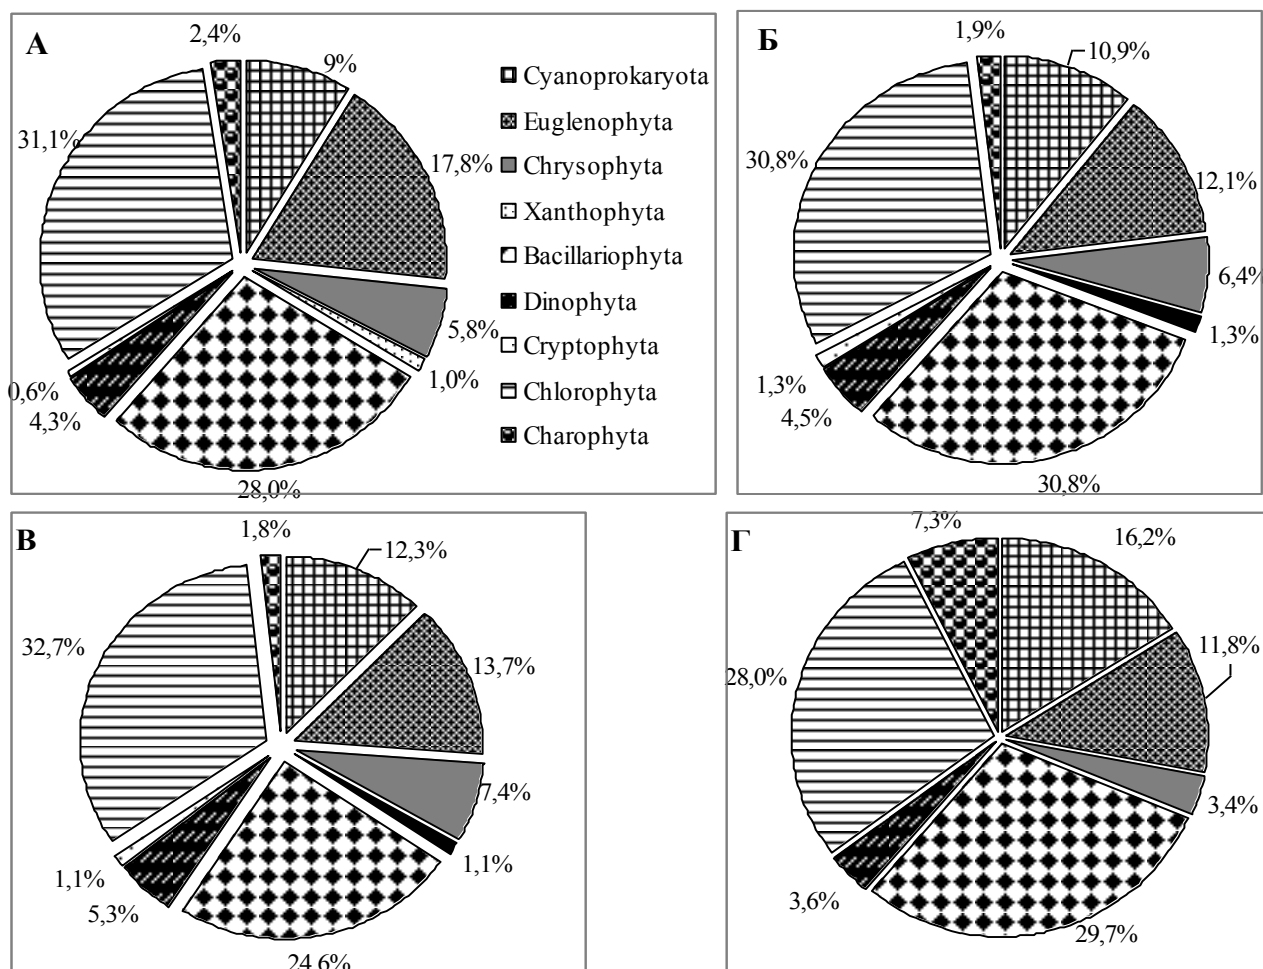 А
2,4%
9%
17,8%
5,8%
1,0%
28,0%
4,3%
0,6%
31,1%
Cyanoprokaryota
Euglenophyta
Chrysophyta
Xanthophyta
Bacillariophyta
Dinophyta
Cryptophyta
Chlorophyta
Charophyta
Б
1,9%
10,9%
12,1%
6,4%
1,3%
30,8%
4,5%
1,3%
30,8%
В
1,8%
12,3%
13,7%
7,4%
1,1%
24,6%
5,3%
1,1%
32,7%
Г
7,3%
16,2%
11,8%
3,4%
29,7%
3,6%
28,0%